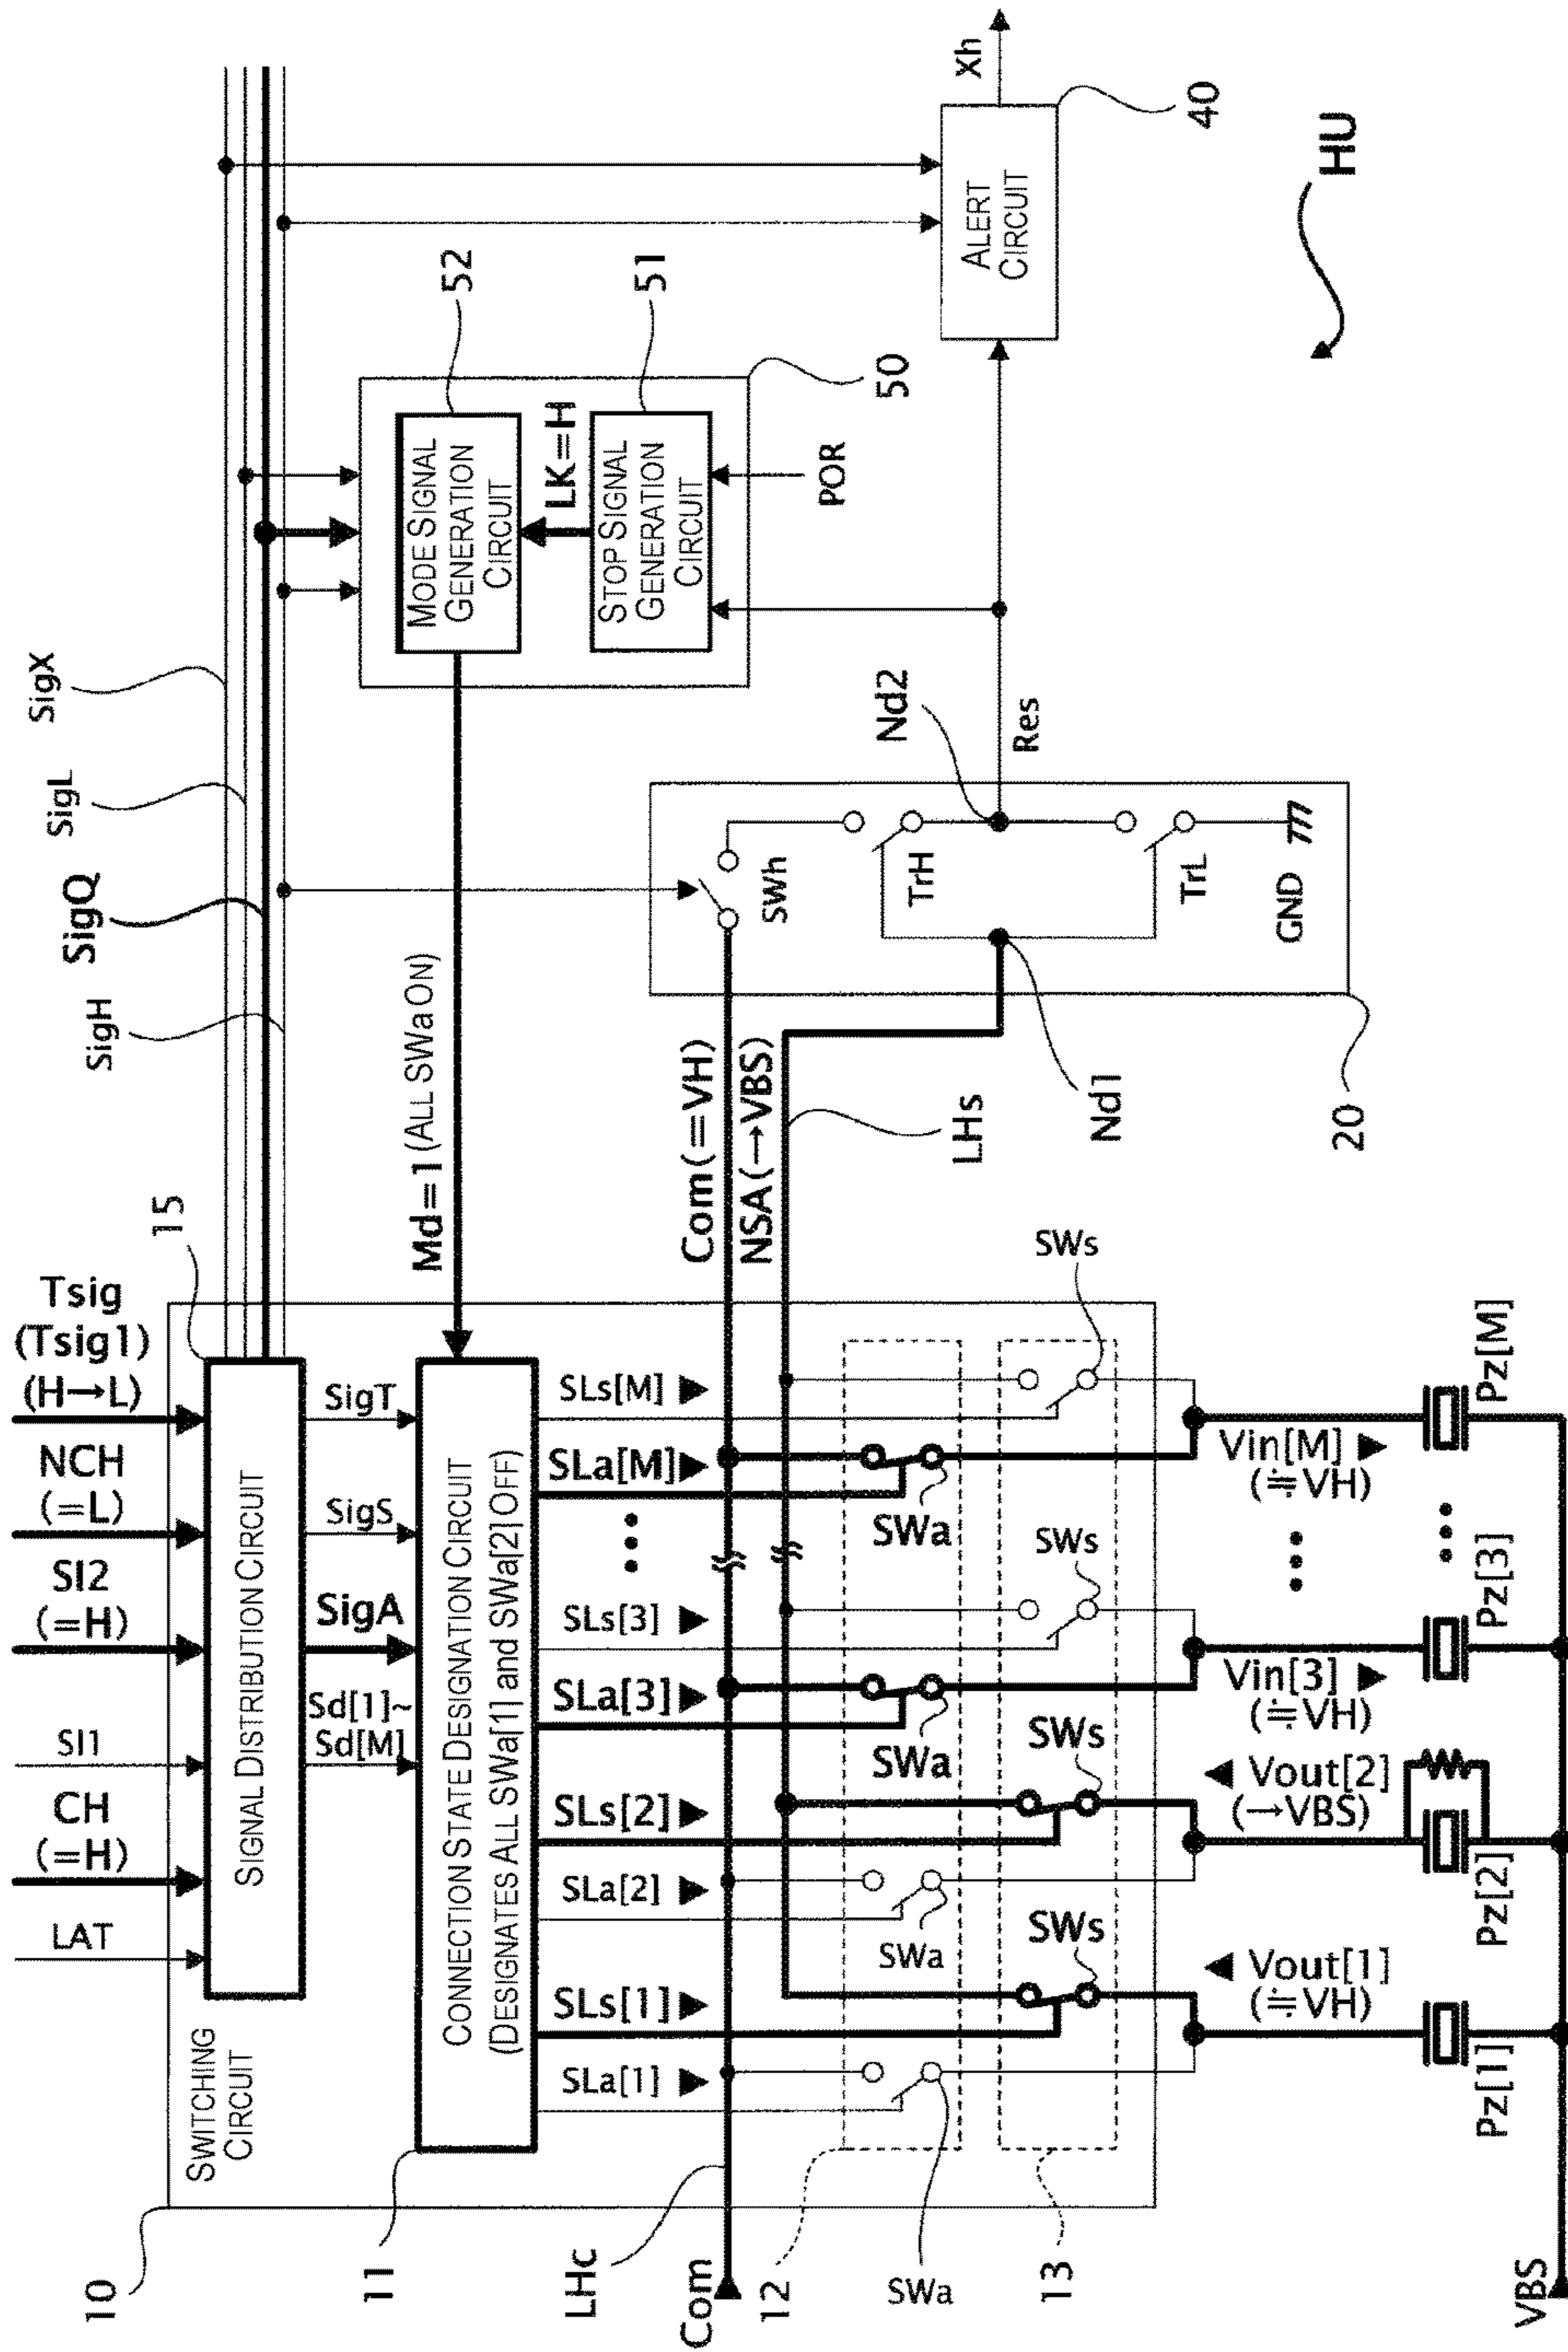 10
SWITCHING
CIRCUIT
LAT
CH
(=H)
SI1
SI2
(=H)
NCH
(=L)
Tsig
(Tsig1)
(H→L)
15
SIGNAL DISTRIBUTION CIRCUIT
SigX
SigL
SigQ
SigH
Sd[1]~
Sd[M]
SigA
SigS
SigT
11
CONNECTION STATE DESIGNATION CIRCUIT
(DESIGNATES ALL SWa[1] and SWa[2] OFF)
Md=1 (ALL SWa ON)
MODE SIGNAL
GENERATION
CIRCUIT
52
LK=H
STOP SIGNAL
GENERATION
CIRCUIT
51
50
POR
SLa[1]
SLs[1]
SLa[2]
SLs[2]
SLa[3]
SLs[3]
SLa[M]
SLs[M]
LHc
Com
Com(=VH)
NSA(→VBS)
LHs
12
SWa
SWa
SWa
SWa
13
SWs
SWs
SWs
SWs
SWh
TrH
TrL
GND
Nd1
Nd2
20
Res
ALERT
CIRCUIT
40
Xh
HU
Vout[1]
(≒VH)
Vout[2]
(→VBS)
Vin[3]
(≒VH)
Vin[M]
(≒VH)
Pz[1]
Pz[2]
Pz[3]
Pz[M]
VBS